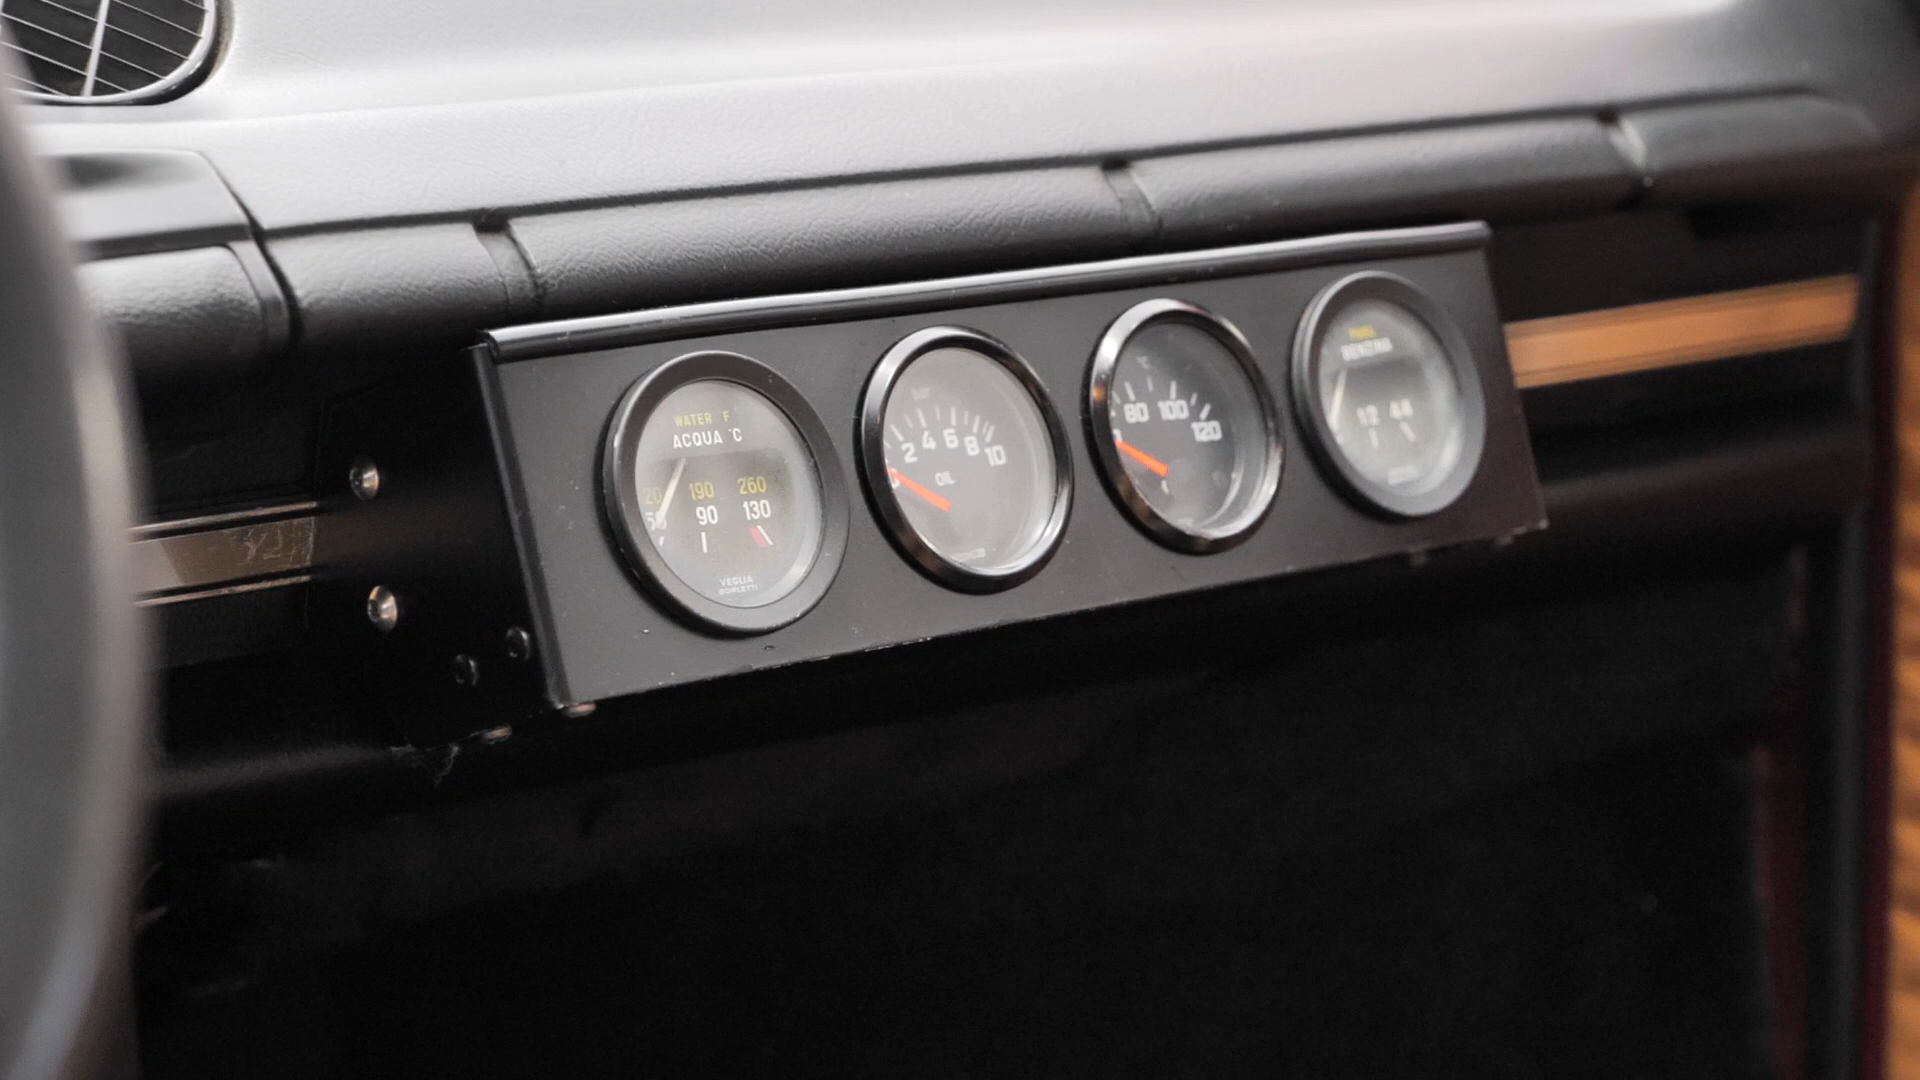 WATER F
ACQUA °C
190 260
90 130
VEGLIA
BORLETTI
bar
2 4 6 8 10
OIL
°C
80 100 120
BENZINA
1/2 4/4